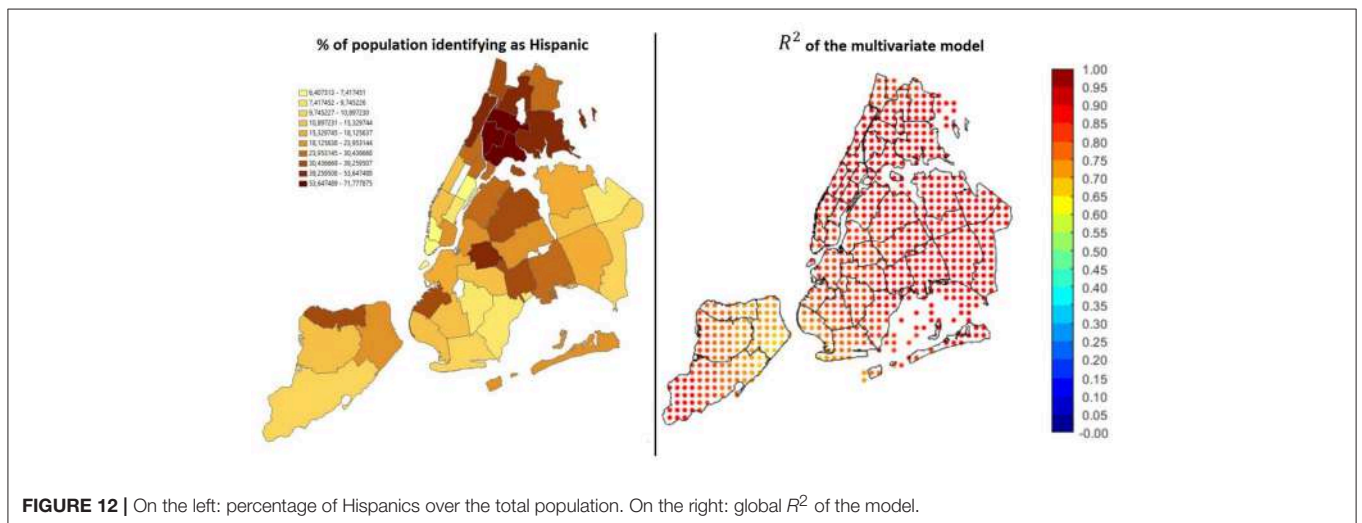 % of population identifying as Hispanic
6,407313 - 7,417451
7,417452 - 9,745226
9,745227 - 10,897230
10,897231 - 15,329744
15,329745 - 18,125637
18,125638 - 23,953144
23,953145 - 30,436660
39,259508 - 53,647488
53,647489 - 71,777875
R² of the multivariate model
1.00
0.95
0.90
0.85
0.80
0.75
0.70
0.65
0.60
0.55
0.50
0.45
0.40
0.35
0.30
0.25
0.20
0.15
0.10
0.05
-0.00
FIGURE 12 | On the left: percentage of Hispanics over the total population. On the right: global R² of the model.